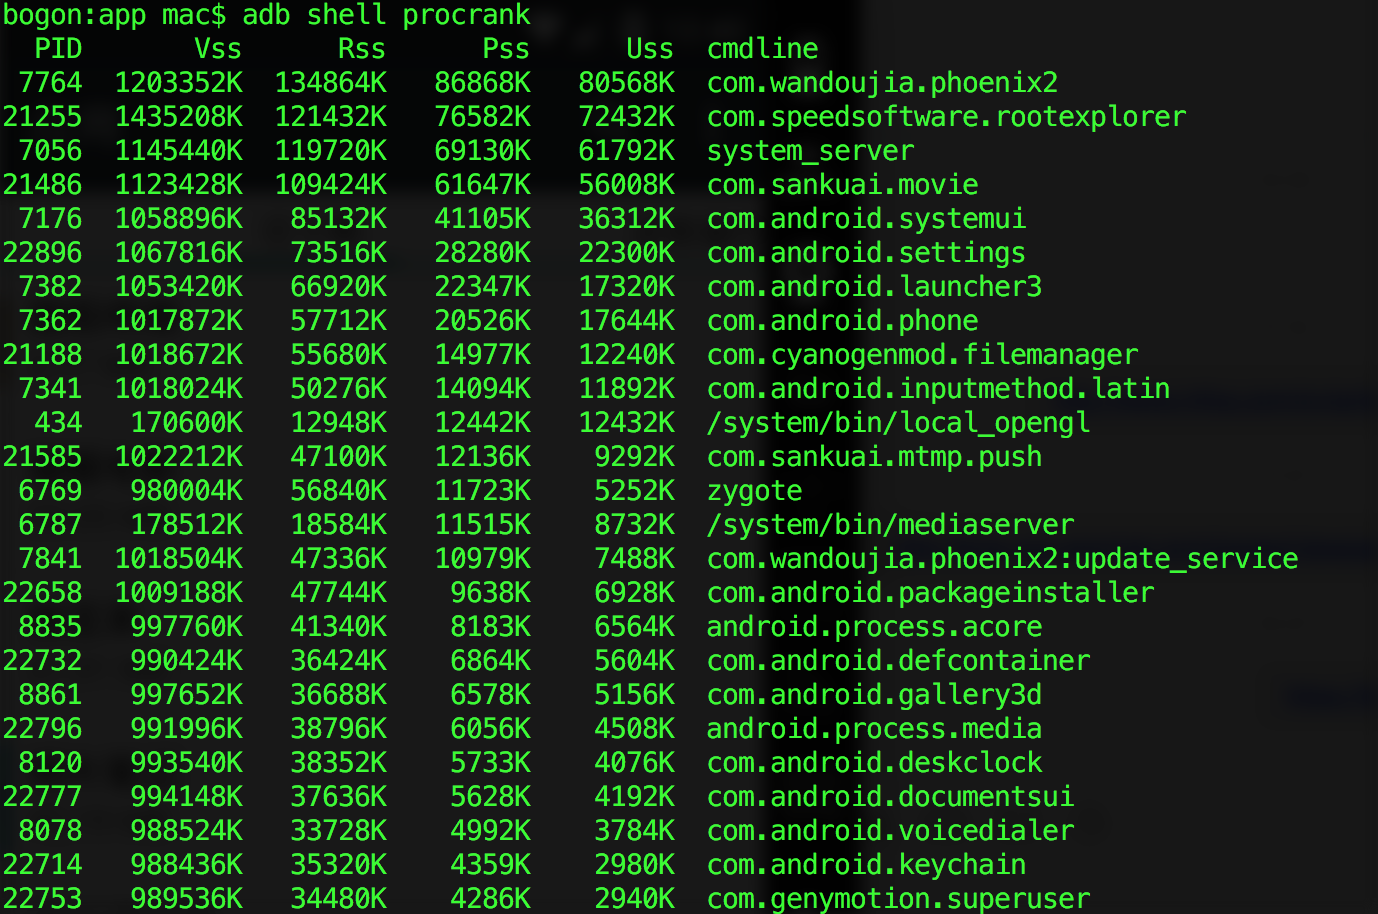 bogon:app mac$ adb shell procrank
PID Vss Rss Pss Uss cmdline
7764 1203352K 134864K 86868K 80568K com.wandoujia.phoenix2
21255 1435208K 121432K 76582K 72432K com.speedsoftware.rootexplorer
7056 1145440K 119720K 69130K 61792K system_server
21486 1123428K 109424K 61647K 56008K com.sankuai.movie
7176 1058896K 85132K 41105K 36312K com.android.systemui
22896 1067816K 73516K 28280K 22300K com.android.settings
7382 1053420K 66920K 22347K 17320K com.android.launcher3
7362 1017872K 57712K 20526K 17644K com.android.phone
21188 1018672K 55680K 14977K 12240K com.cyanogenmod.filemanager
7341 1018024K 50276K 14094K 11892K com.android.inputmethod.latin
434 170600K 12948K 12442K 12432K /system/bin/local_opengl
21585 1022212K 47100K 12136K 9292K com.sankuai.mtmp.push
6769 980004K 56840K 11723K 5252K zygote
6787 178512K 18584K 11515K 8732K /system/bin/mediaserver
7841 1018504K 47336K 10979K 7488K com.wandoujia.phoenix2:update_service
22658 1009188K 47744K 9638K 6928K com.android.packageinstaller
8835 997760K 41340K 8183K 6564K android.process.acore
22732 990424K 36424K 6864K 5604K com.android.defcontainer
8861 997652K 36688K 6578K 5156K com.android.gallery3d
22796 991996K 38796K 6056K 4508K android.process.media
8120 993540K 38352K 5733K 4076K com.android.deskclock
22777 994148K 37636K 5628K 4192K com.android.documentsui
8078 988524K 33728K 4992K 3784K com.android.voicedialer
22714 988436K 35320K 4359K 2980K com.android.keychain
22753 989536K 34480K 4286K 2940K com.genymotion.superuser